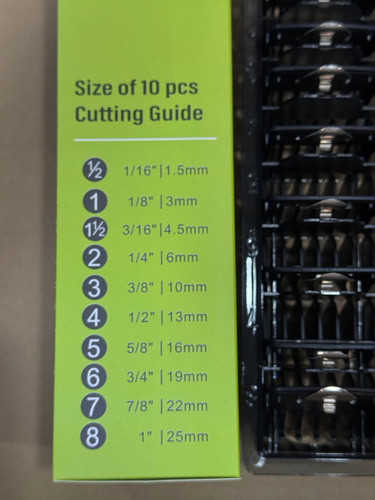 Size of 10 pcs
Cutting Guide
½ 1/16"|1.5mm
1 1/8"|3mm
1½ 3/16"|4.5mm
2 1/4"|6mm
3 3/8"|10mm
4 1/2"|13mm
5 5/8"|16mm
6 3/4"|19mm
7 7/8"|22mm
8 1"|25mm